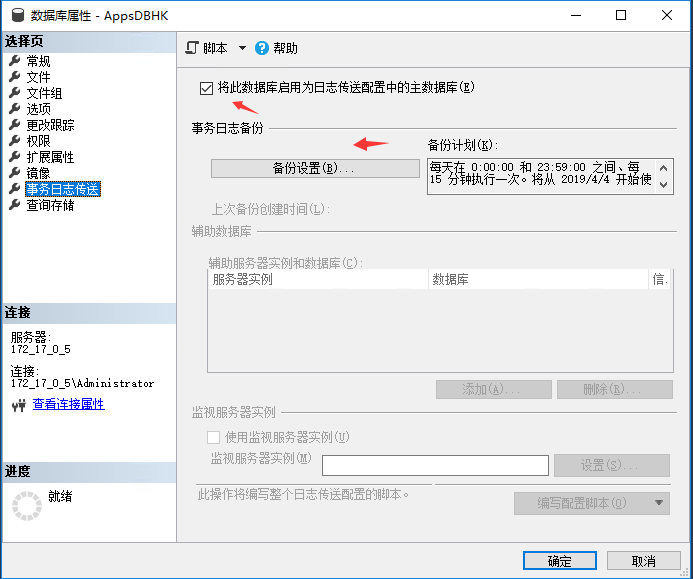 数据库属性 - AppsDBHK
选择页
常规
文件
文件组
选项
更改跟踪
权限
扩展属性
镜像
事务日志传送
查询存储
连接
服务器:
172_17_0_5
连接:
172_17_0_5\Administrator
查看连接属性
进度
就绪
脚本 帮助
将此数据库启用为日志传送配置中的主数据库(E)
事务日志备份
备份计划(K):
备份设置(B)...
每天在 0:00:00 和 23:59:00 之间、每
15 分钟执行一次。将从 2019/4/4 开始使
上次备份创建时间(L):
辅助数据库
辅助服务器实例和数据库(C):
服务器实例 数据库 信.
添加(A)... 删除(R)...
监视服务器实例
使用监视服务器实例(U)
监视服务器实例(M)
设置(S)...
此操作将编写整个日志传送配置的脚本。
编写配置脚本(O)
确定 取消